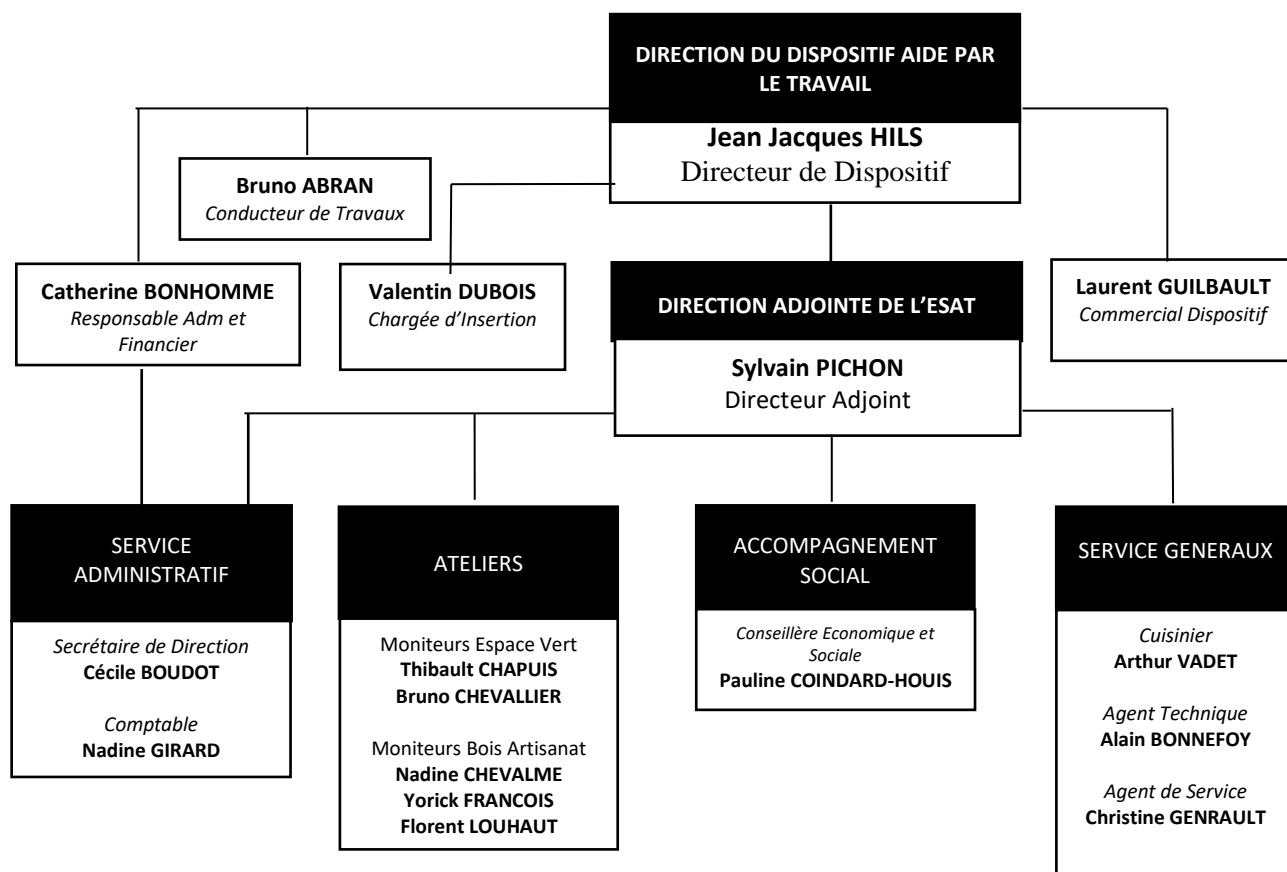 DIRECTION DU DISPOSITIF AIDE PAR
LE TRAVAIL
Jean Jacques HILS
Directeur de Dispositif
Bruno ABRAN
Conducteur de Travaux
Catherine BONHOMME
Responsable Adm et
Financier
Valentin DUBOIS
Chargée d’Insertion
DIRECTION ADJOINTE DE L’ESAT
Sylvain PICHON
Directeur Adjoint
Laurent GUILBAULT
Commercial Dispositif
SERVICE
ADMINISTRATIF
Secrétaire de Direction
Cécile BOUDOT
Comptable
Nadine GIRARD
ATELIERS
Moniteurs Espace Vert
Thibault CHAPUIS
Bruno CHEVALLIER
Moniteurs Bois Artisanat
Nadine CHEVALME
Yorick FRANCOIS
Florent LOUHAUT
ACCOMPAGNEMENT
SOCIAL
Conseillère Economique et
Sociale
Pauline COINDARD-HOUIS
SERVICE GENERAUX
Cuisinier
Arthur VADET
Agent Technique
Alain BONNEFOY
Agent de Service
Christine GENRAULT